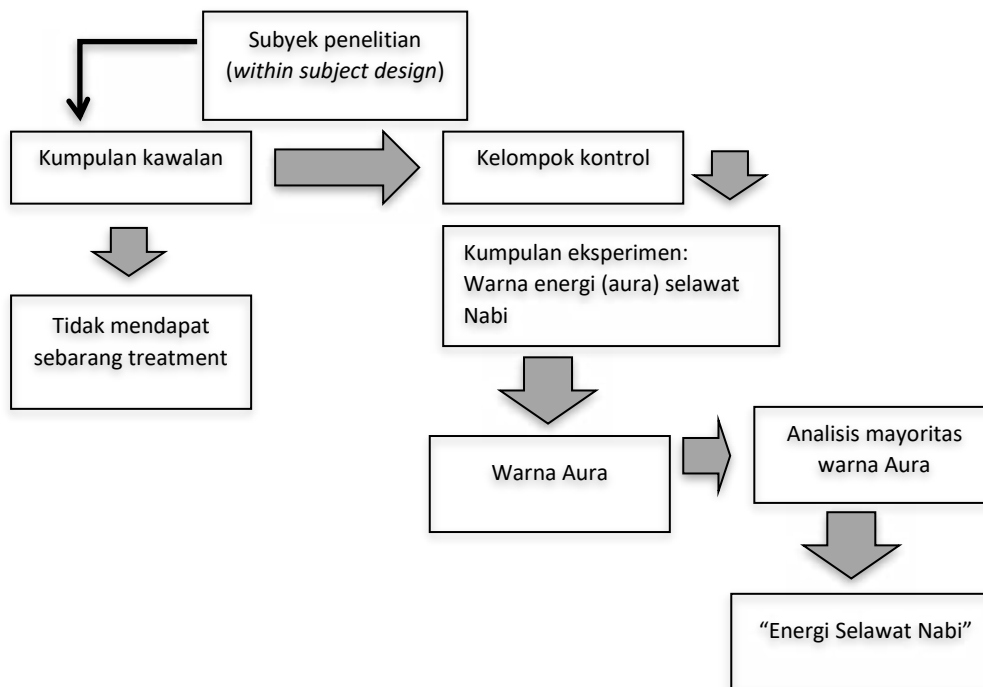 Subyek penelitian
(within subject design)
Kumpulan kawalan
Kelompok kontrol
Kumpulan eksperimen:
Warna energi (aura) selawat
Nabi
Tidak mendapat
sebarang treatment
Warna Aura
Analisis mayoritas
warna Aura
“Energi Selawat Nabi”